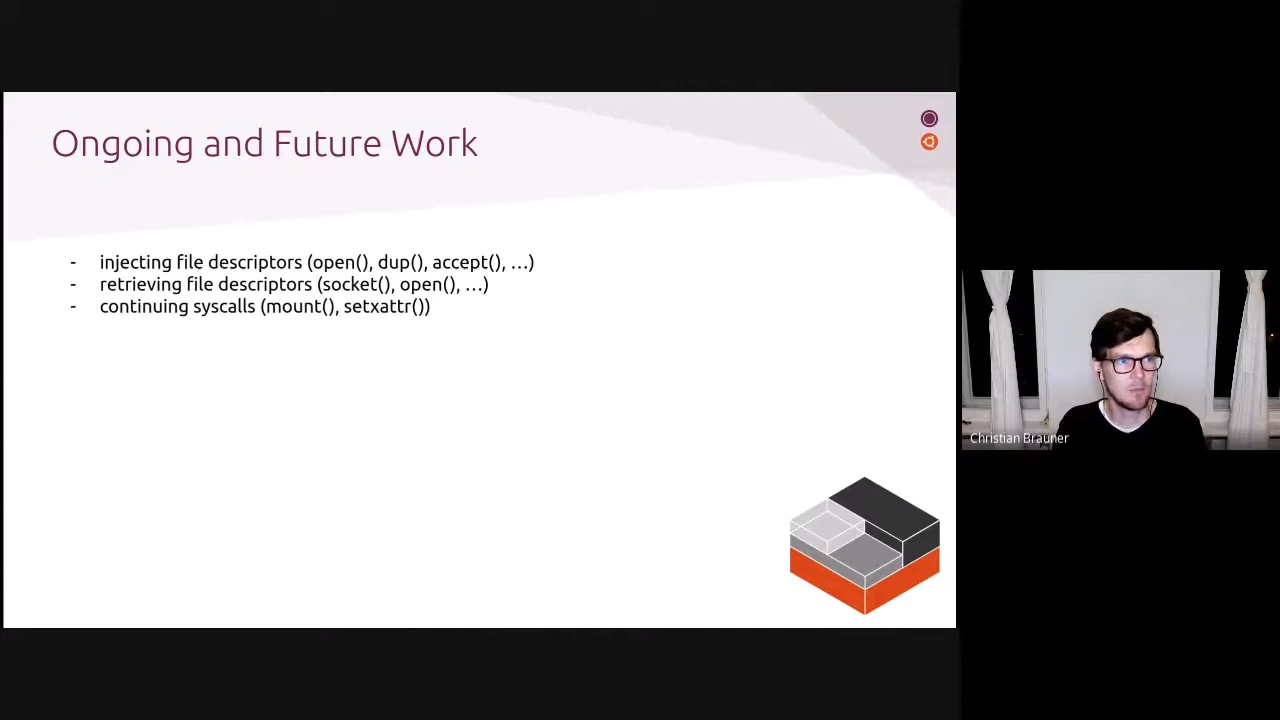 Ongoing and Future Work
- injecting file descriptors (open(), dup(), accept(), …)
- retrieving file descriptors (socket(), open(), …)
- continuing syscalls (mount(), setxattr())
Christian Brauner